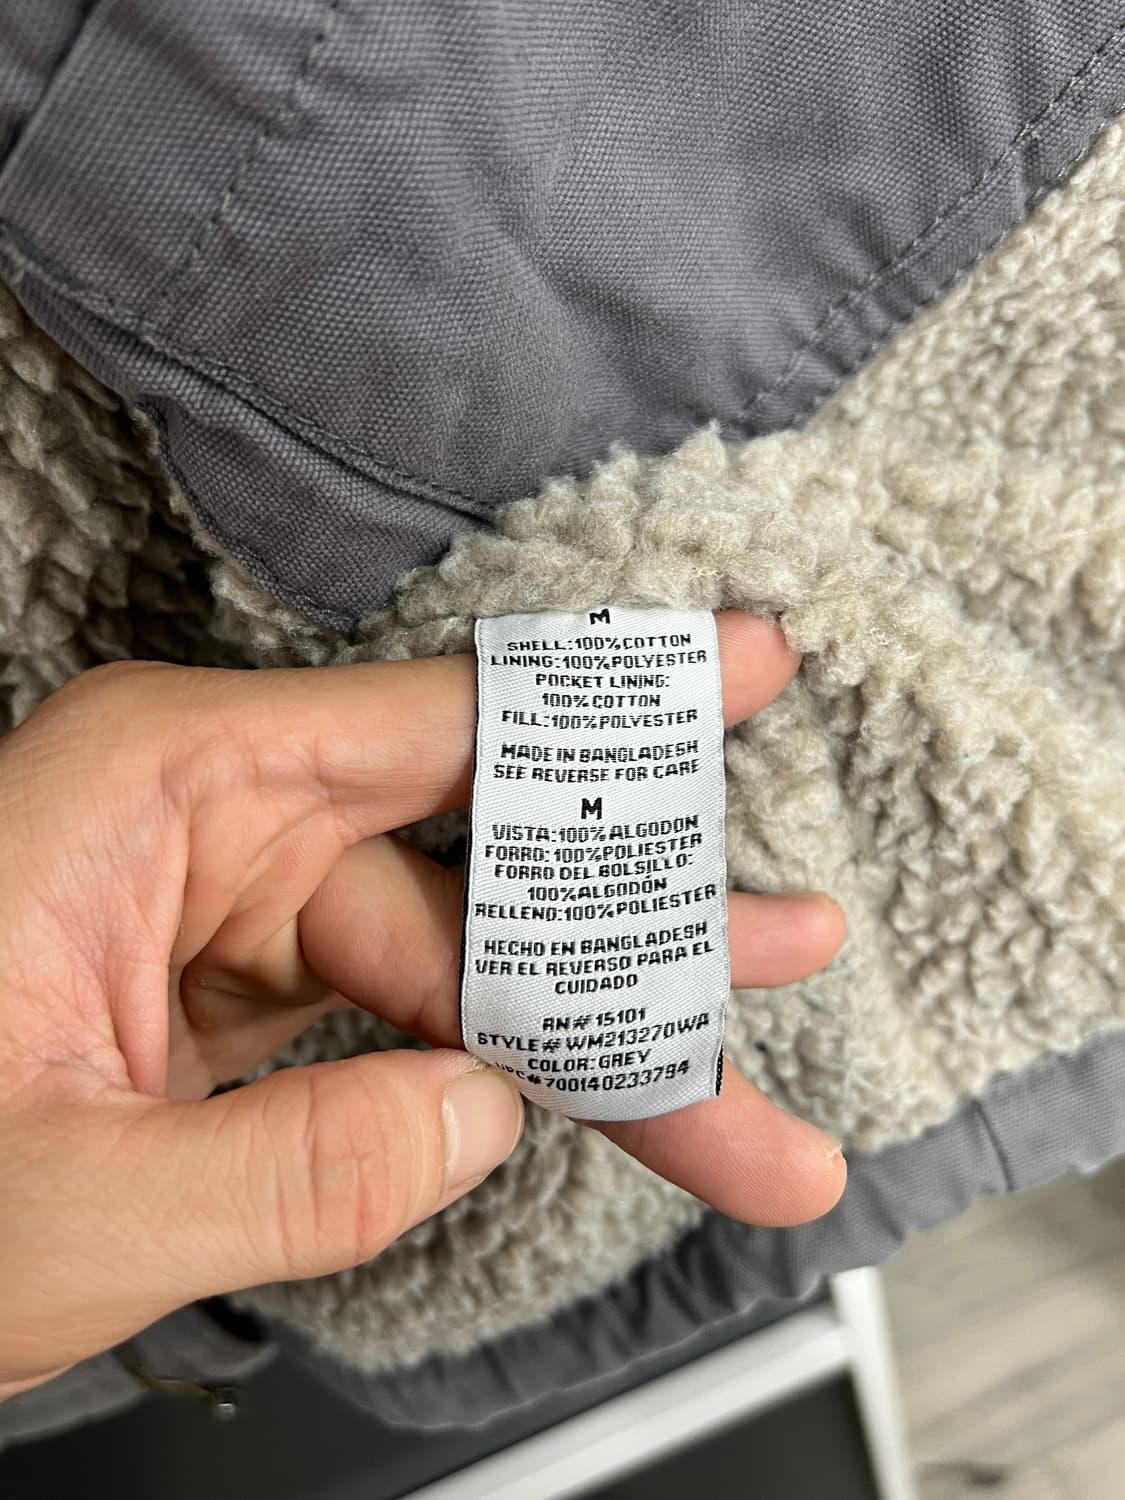 M
SHELL:100%COTTON
LINING:100%POLYESTER
POCKET LINING:
100%COTTON
FILL:100%POLYESTER
MADE IN BANGLADESH
SEE REVERSE FOR CARE
M
VISTA:100%ALGODON
FORRO:100%POLIESTER
FORRO DEL BOLSILLO:
100%ALGODÓN
RELLENO:100%POLIESTER
HECHO EN BANGLADESH
VER EL REVERSO PARA EL
CUIDADO
RN#15101
STYLE#WM213270WA
COLOR:GREY
UPC#700140233794